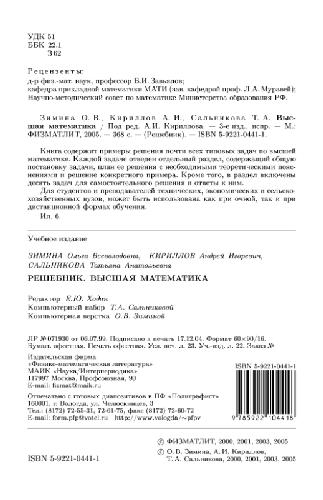 УДК 51
ББК 22.1
З 62
Рецензенты:
д-р физ.-мат. наук, профессор
кафедра прикладной математики МАТИ (зав. кафедрой проф. Л.А. Муравей);
Научно-методический совет по математике Министерства образования РФ.
Зимина О. В., Кириллов А. И., Сальникова Т. А. Выс-
шая математика / Под ред. А.И. Кириллова. — 3-е изд., испр. — М.:
ФИЗМАТЛИТ, 2005. — 368 с. — (Решебник). — ISBN 5-9221-0441-1.
Книга содержит примеры решения почти всех типовых задач по высшей
математике. Каждой задаче отведен отдельный раздел, содержащий общую
постановку задачи, план ее решения с необходимыми теоретическими пояс-
нениями и решение конкретного примера. Кроме того, в раздел включены
десять задач для самостоятельного решения и ответы к ним.
Для студентов и преподавателей технических, экономических и сельско-
хозяйственных вузов, может быть использована как при очной, так и при
дистанционной формах обучения.
Ил. 6.
Учебное издание
ЗИМИНА Ольга Всеволодовна, КИРИЛЛОВ Андрей Игоревич,
САЛЬНИКОВА Татьяна Анатольевна
РЕШЕБНИК. ВЫСШАЯ МАТЕМАТИКА
Редактор Е.Ю. Ходан
Компьютерный набор Т.А. Сальниковой
Компьютерная верстка О.В. Зиминой
ЛР № 071930 от 06.07.99. Подписано в печать 17.12.04. Формат 60×90/16.
Бумага офсетная. Печать офсетная. Усл. печ. л. 23. Уч.-изд. л. 22. Заказ №
Издательская фирма
«Физико-математическая литература»
МАИК «Наука/Интерпериодика»
117997 Москва, Профсоюзная, 90
E-mail: fizmat@maik.ru
Отпечатано с готовых диапозитивов в ПФ «Полиграфист»
160001, г. Вологда, ул. Челюскинцев, 3
Тел.: (8172) 72-55-31, 72-61-75, факс (8172) 72-60-72
E-mail: form.pfp@votel.ru http://www.vologda/~pfpv
ISBN 5-9221-0441-1
9 785922 104418
© ФИЗМАТЛИТ, 2000, 2001, 2003, 2005
© О.В. Зимина, А.И. Кириллов,
ISBN 5-9221-0441-1 Т.А. Сальникова, 2000, 2001, 2003, 2005